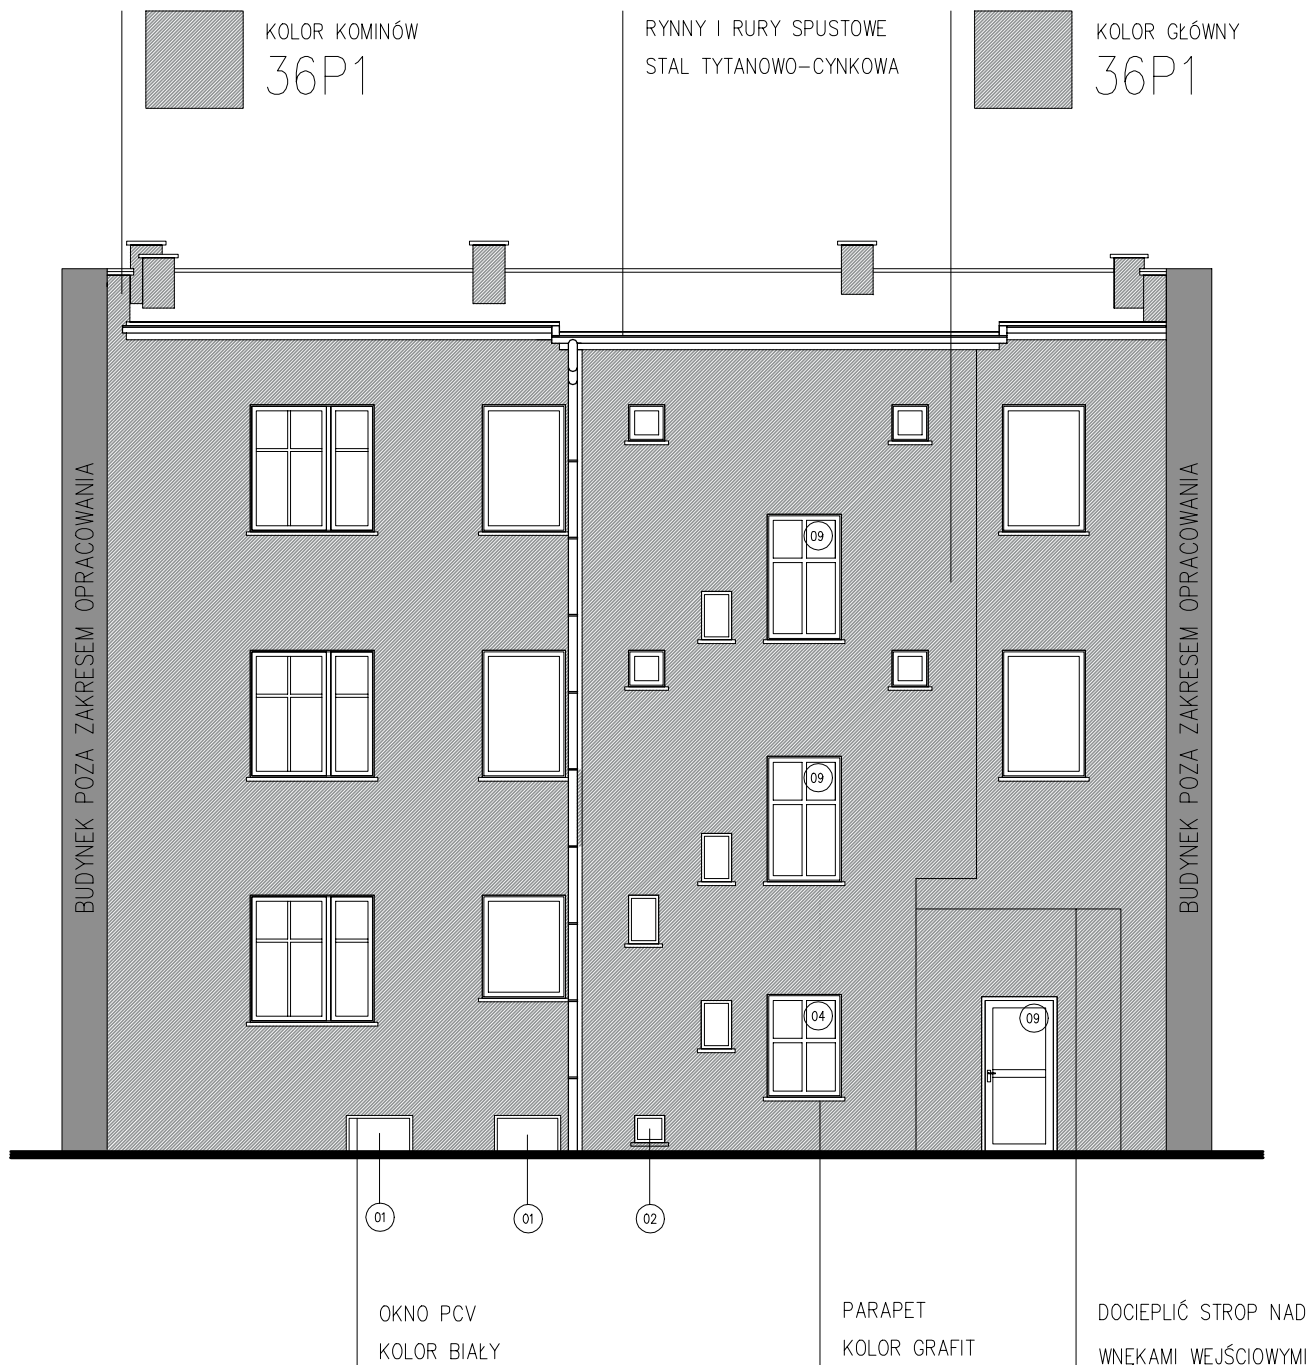 KOLOR KOMINÓW
36P1
RYNNY I RURY SPUSTOWE
STAL TYTANOWO-CYNKOWA
KOLOR GŁÓWNY
36P1
BUDYNEK POZA ZAKRESEM OPRACOWANIA
BUDYNEK POZA ZAKRESEM OPRACOWANIA
09
09
04
09
01
01
02
OKNO PCV
KOLOR BIAŁY
PARAPET
KOLOR GRAFIT
DOCIEPLIĆ STROP NAD
WNEKAMI WEJŚCIOWYMI